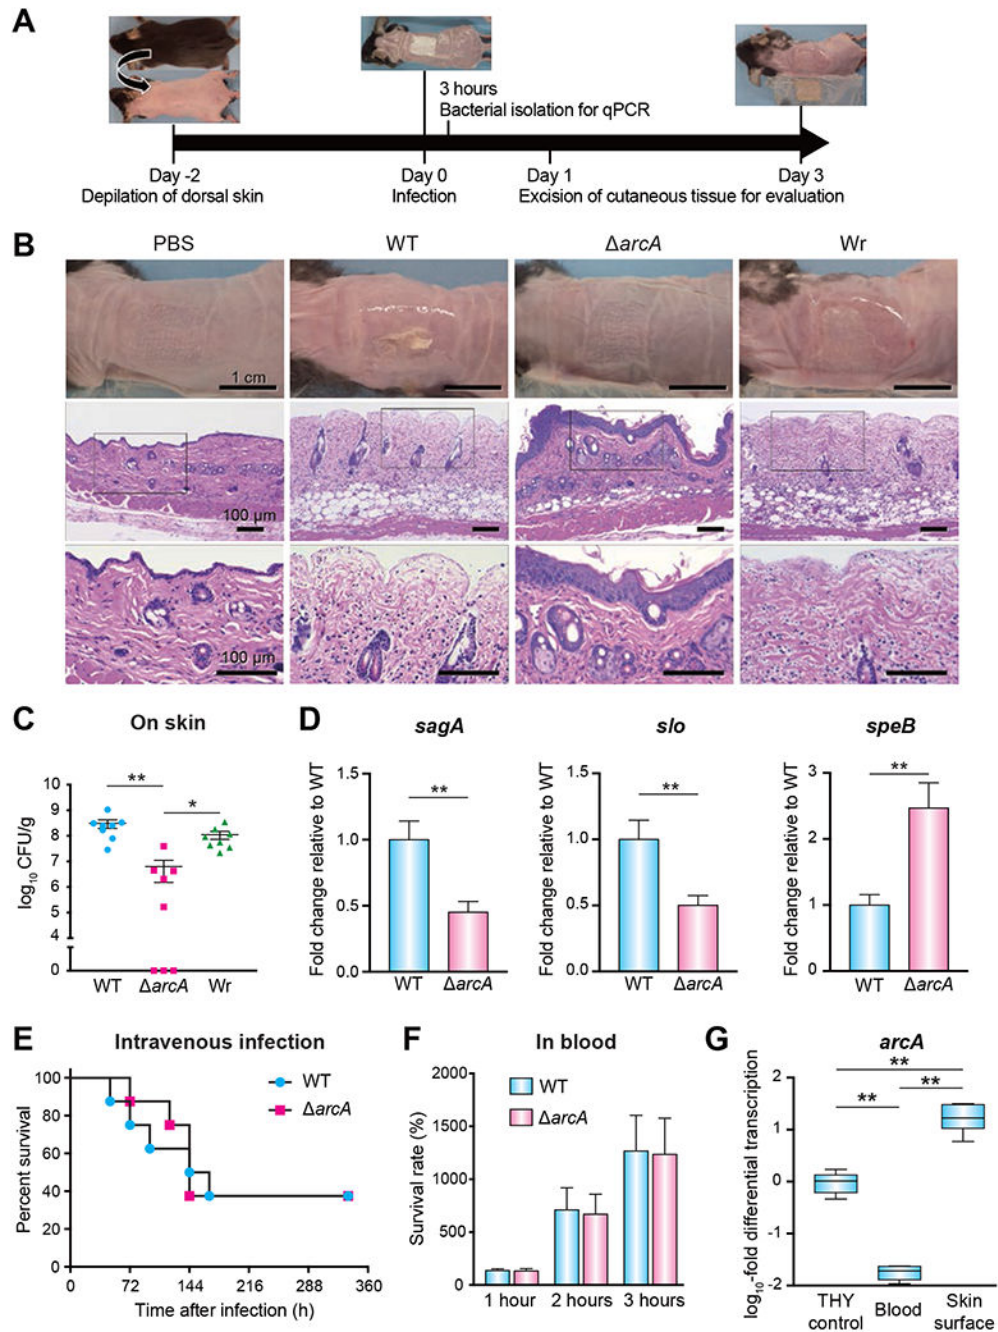 A
3 hours
Bacterial isolation for qPCR
Day -2
Day 0
Day 1
Day 3
Depilation of dorsal skin
Infection
Excision of cutaneous tissue for evaluation
B
PBS
WT
ΔarcA
Wr
1 cm
100 µm
100 µm
C
On skin
log10 CFU/g
10
9
8
7
6
5
4
0
**
*
WT
ΔarcA
Wr
D
sagA
Fold change relative to WT
1.5
1.0
0.5
0.0
**
WT
ΔarcA
slo
Fold change relative to WT
1.5
1.0
0.5
0.0
**
WT
ΔarcA
speB
Fold change relative to WT
3
2
1
0
**
WT
ΔarcA
E
Intravenous infection
Percent survival
100
80
60
40
20
0
WT
ΔarcA
0
72
144
216
288
360
Time after infection (h)
F
In blood
Survival rate (%)
2000
1500
1000
500
0
WT
ΔarcA
1 hour
2 hours
3 hours
G
arcA
log10-fold differential transcription
2
1
0
-1
-2
**
**
**
THY
control
Blood
Skin
surface